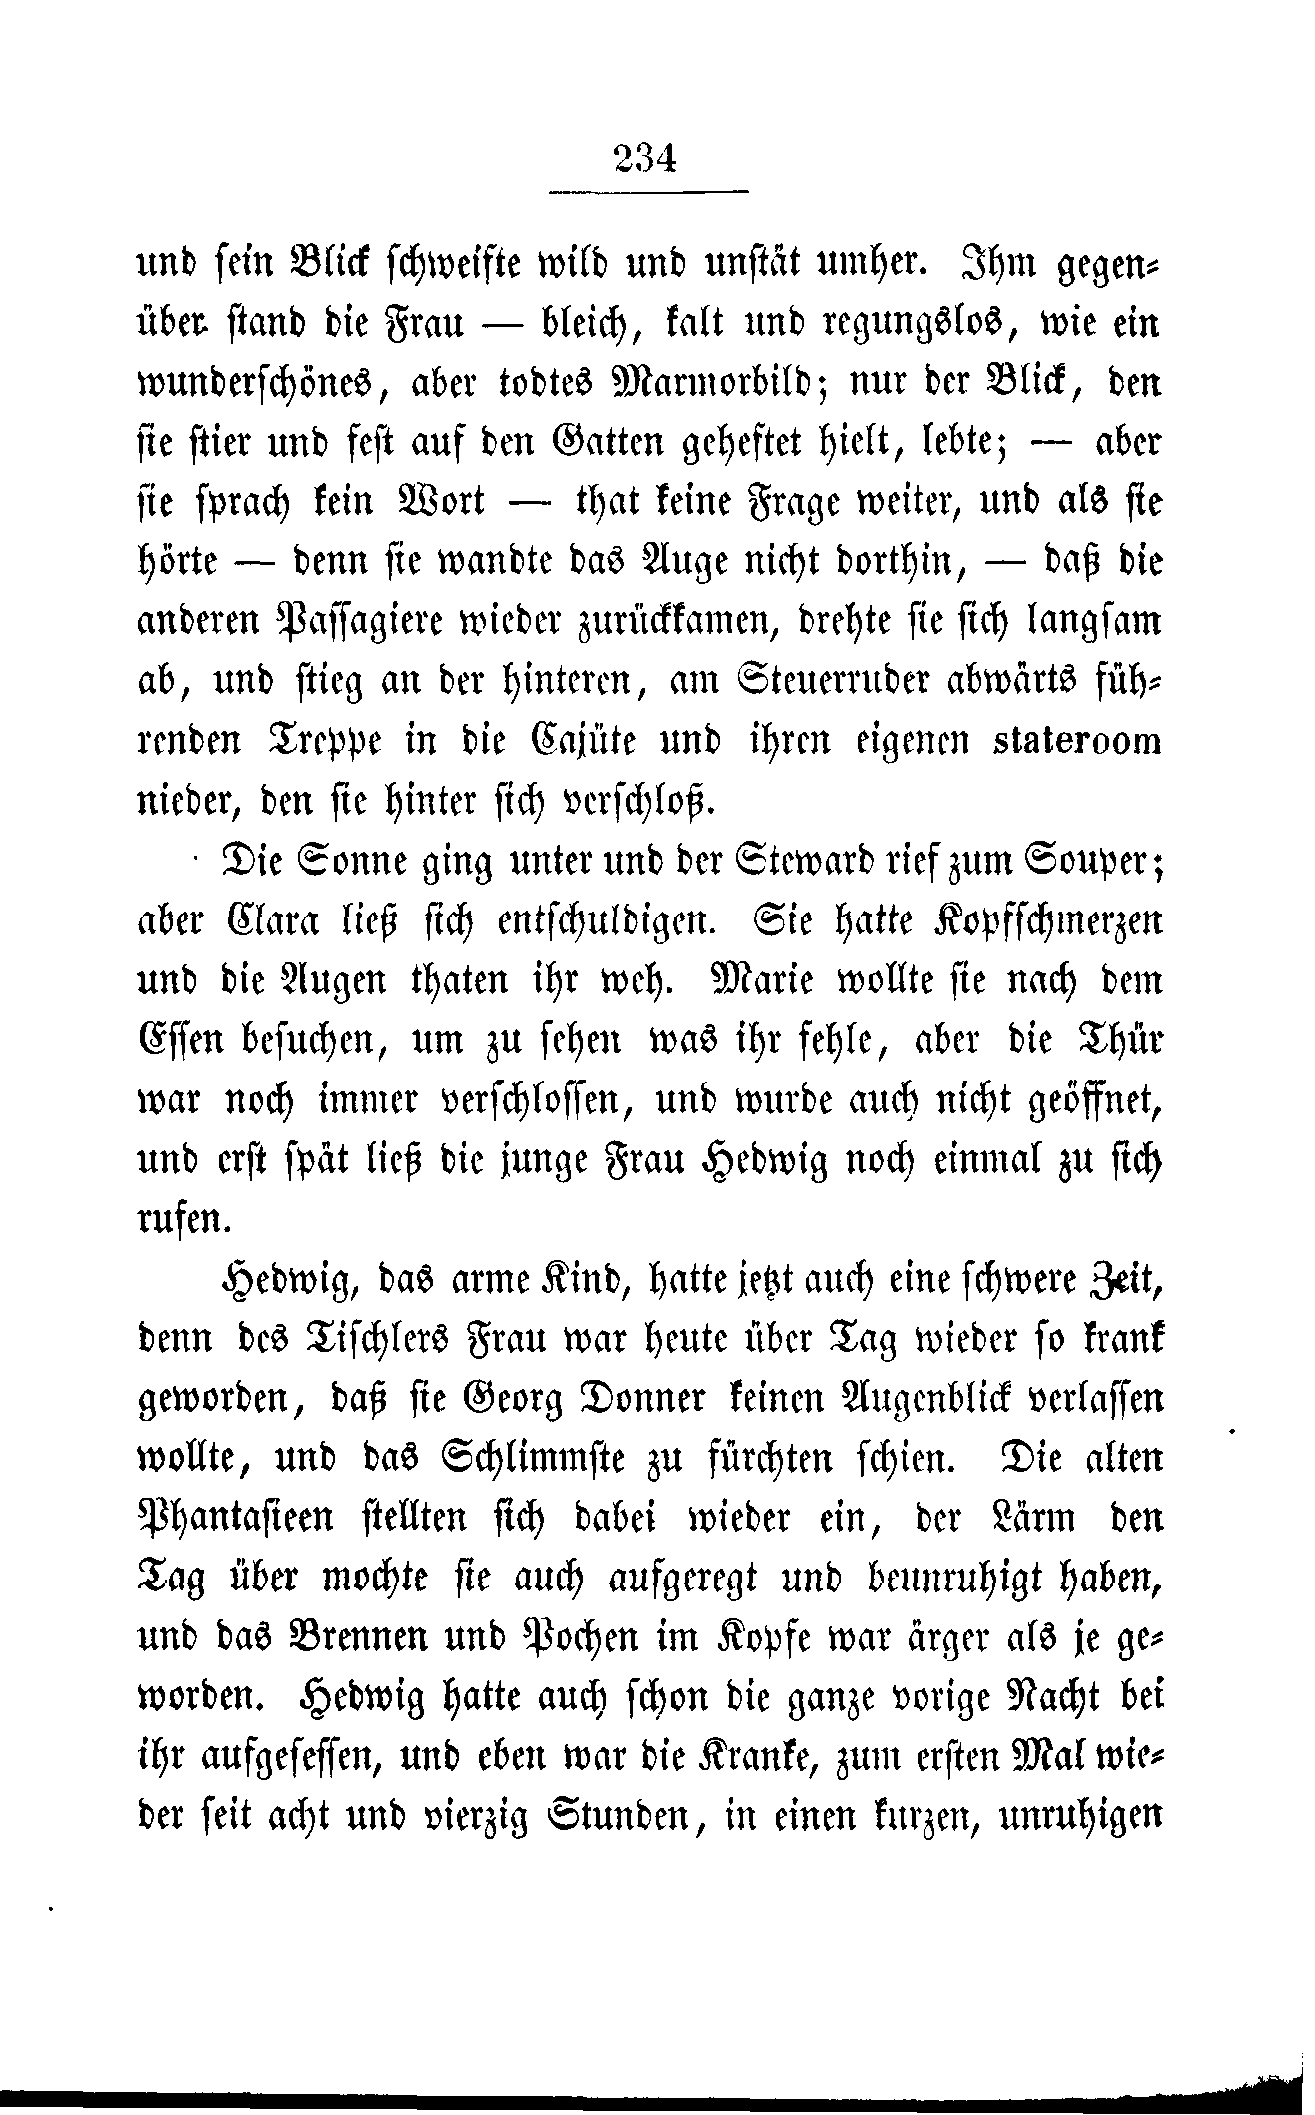 234
und sein Blick schweifte wild und unstät umher. Ihm gegen-
über stand die Frau — bleich, kalt und regungslos, wie ein
wunderschönes, aber todtes Marmorbild; nur der Blick, den
sie stier und fest auf den Gatten geheftet hielt, lebte; — aber
sie sprach kein Wort — that keine Frage weiter, und als sie
hörte — denn sie wandte das Auge nicht dorthin, — daß die
anderen Passagiere wieder zurückkamen, drehte sie sich langsam
ab, und stieg an der hinteren, am Steuerruder abwärts füh-
renden Treppe in die Cajüte und ihren eigenen stateroom
nieder, den sie hinter sich verschloß.
Die Sonne ging unter und der Steward rief zum Souper;
aber Clara ließ sich entschuldigen. Sie hatte Kopfschmerzen
und die Augen thaten ihr weh. Marie wollte sie nach dem
Essen besuchen, um zu sehen was ihr fehle, aber die Thür
war noch immer verschlossen, und wurde auch nicht geöffnet,
und erst spät ließ die junge Frau Hedwig noch einmal zu sich
rufen.
Hedwig, das arme Kind, hatte jetzt auch eine schwere Zeit,
denn des Tischlers Frau war heute über Tag wieder so krank
geworden, daß sie Georg Donner keinen Augenblick verlassen
wollte, und das Schlimmste zu fürchten schien. Die alten
Phantasieen stellten sich dabei wieder ein, der Lärm den
Tag über mochte sie auch aufgeregt und beunruhigt haben,
und das Brennen und Pochen im Kopfe war ärger als je ge-
worden. Hedwig hatte auch schon die ganze vorige Nacht bei
ihr aufgesessen, und eben war die Kranke, zum ersten Mal wie-
der seit acht und vierzig Stunden, in einen kurzen, unruhigen